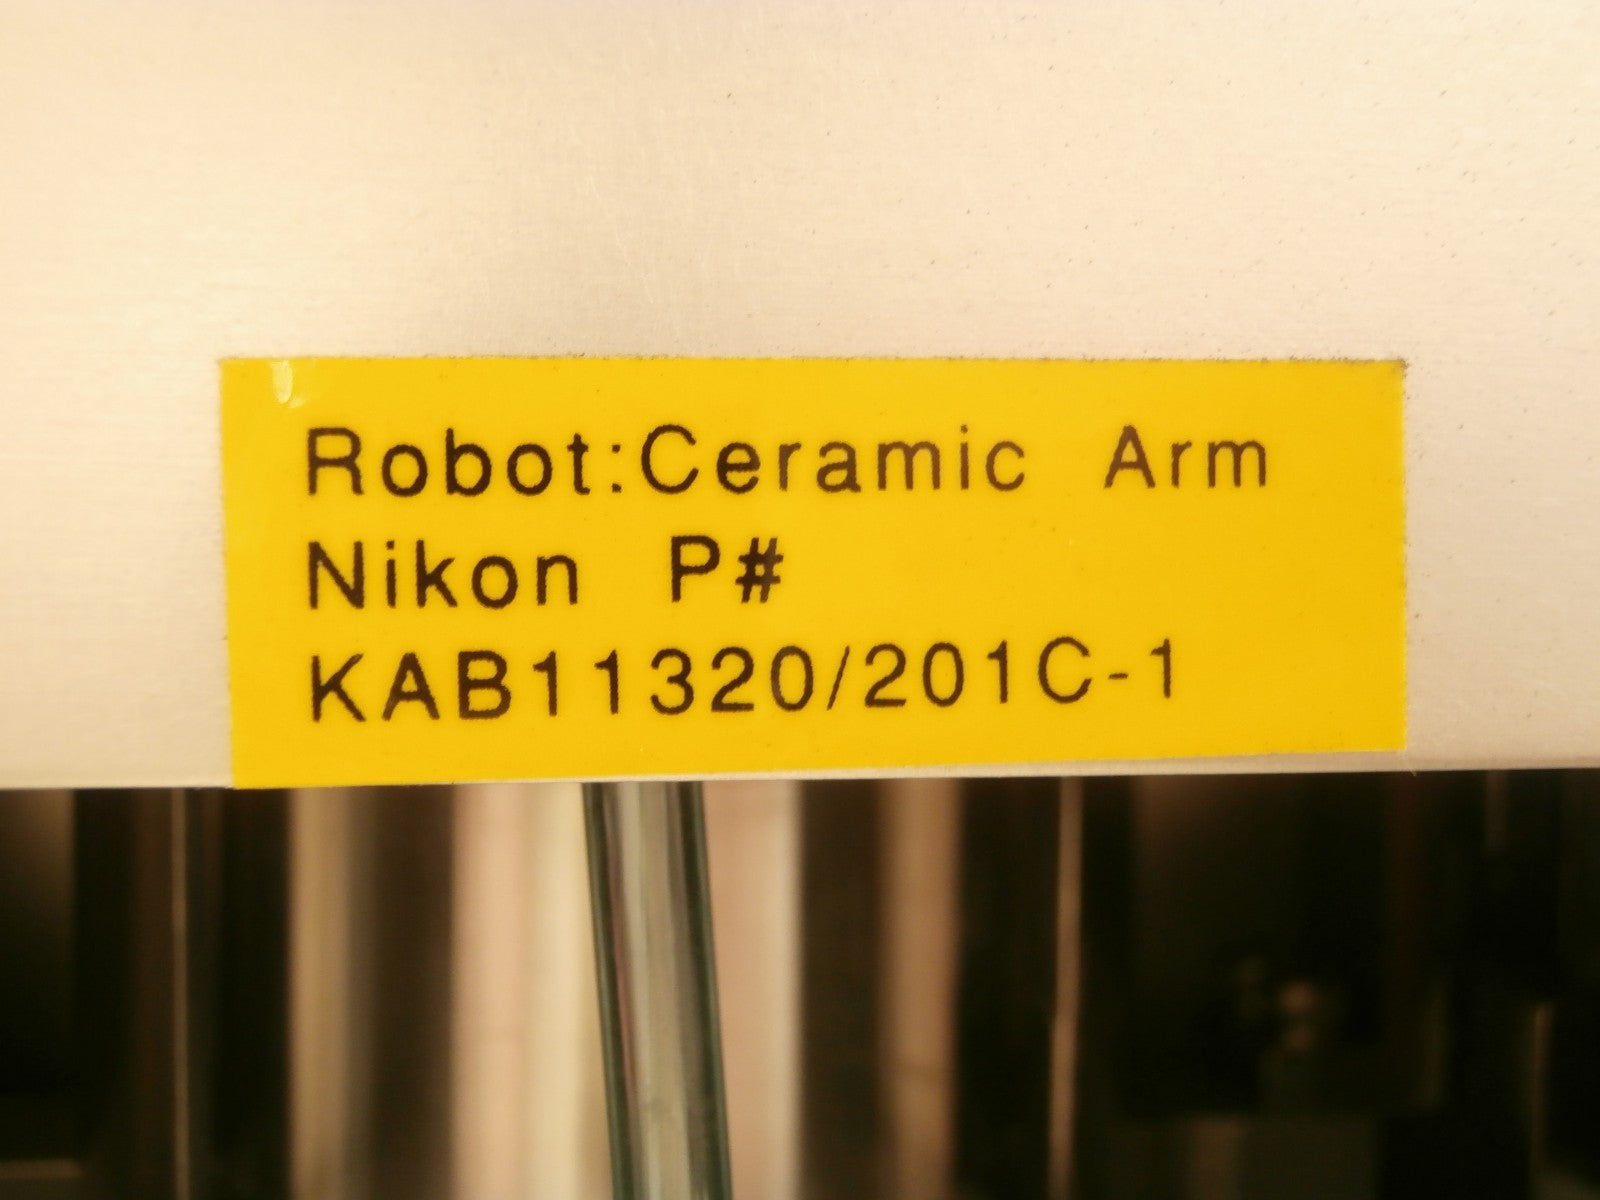 Robot:Ceramic Arm
Nikon P#
KAB11320/201C-1